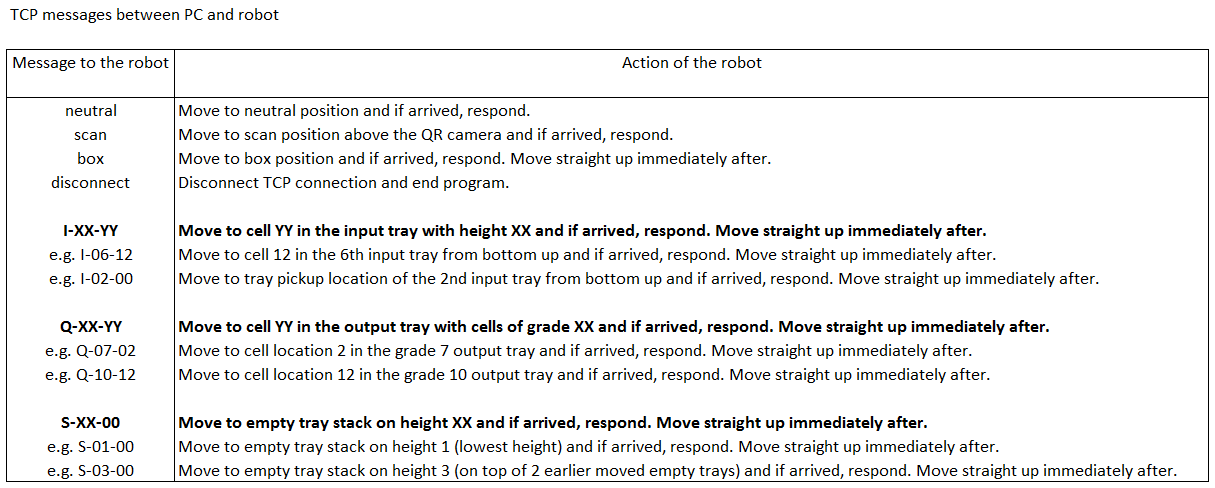 TCP messages between PC and robot
Message to the robot Action of the robot
neutral Move to neutral position and if arrived, respond.
scan Move to scan position above the QR camera and if arrived, respond.
box Move to box position and if arrived, respond. Move straight up immediately after.
disconnect Disconnect TCP connection and end program.
I-XX-YY Move to cell YY in the input tray with height XX and if arrived, respond. Move straight up immediately after.
e.g. I-06-12 Move to cell 12 in the 6th input tray from bottom up and if arrived, respond. Move straight up immediately after.
e.g. I-02-00 Move to tray pickup location of the 2nd input tray from bottom up and if arrived, respond. Move straight up immediately after.
Q-XX-YY Move to cell YY in the output tray with cells of grade XX and if arrived, respond. Move straight up immediately after.
e.g. Q-07-02 Move to cell location 2 in the grade 7 output tray and if arrived, respond. Move straight up immediately after.
e.g. Q-10-12 Move to cell location 12 in the grade 10 output tray and if arrived, respond. Move straight up immediately after.
S-XX-00 Move to empty tray stack on height XX and if arrived, respond. Move straight up immediately after.
e.g. S-01-00 Move to empty tray stack on height 1 (lowest height) and if arrived, respond. Move straight up immediately after.
e.g. S-03-00 Move to empty tray stack on height 3 (on top of 2 earlier moved empty trays) and if arrived, respond. Move straight up immediately after.